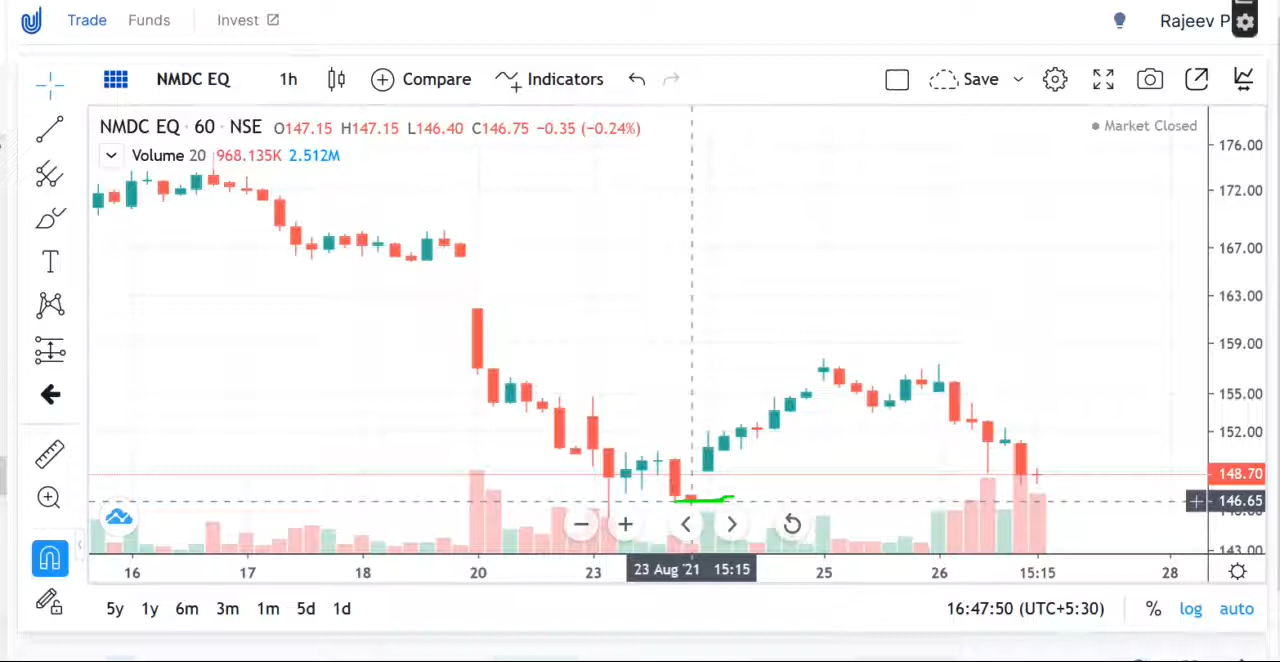 Trade Funds Invest Rajeev P
NMDC EQ 1h Compare Indicators Save
NMDC EQ · 60 · NSE O147.15 H147.15 L146.40 C146.75 −0.35 (−0.24%)
Market Closed
Volume 20 968.135K 2.512M
176.00
172.00
167.00
163.00
159.00
155.00
152.00
148.70
146.65
143.00
16 17 18 20 23 23 Aug '21 15:15 25 26 15:15 28
5y 1y 6m 3m 1m 5d 1d 16:47:50 (UTC+5:30) % log auto